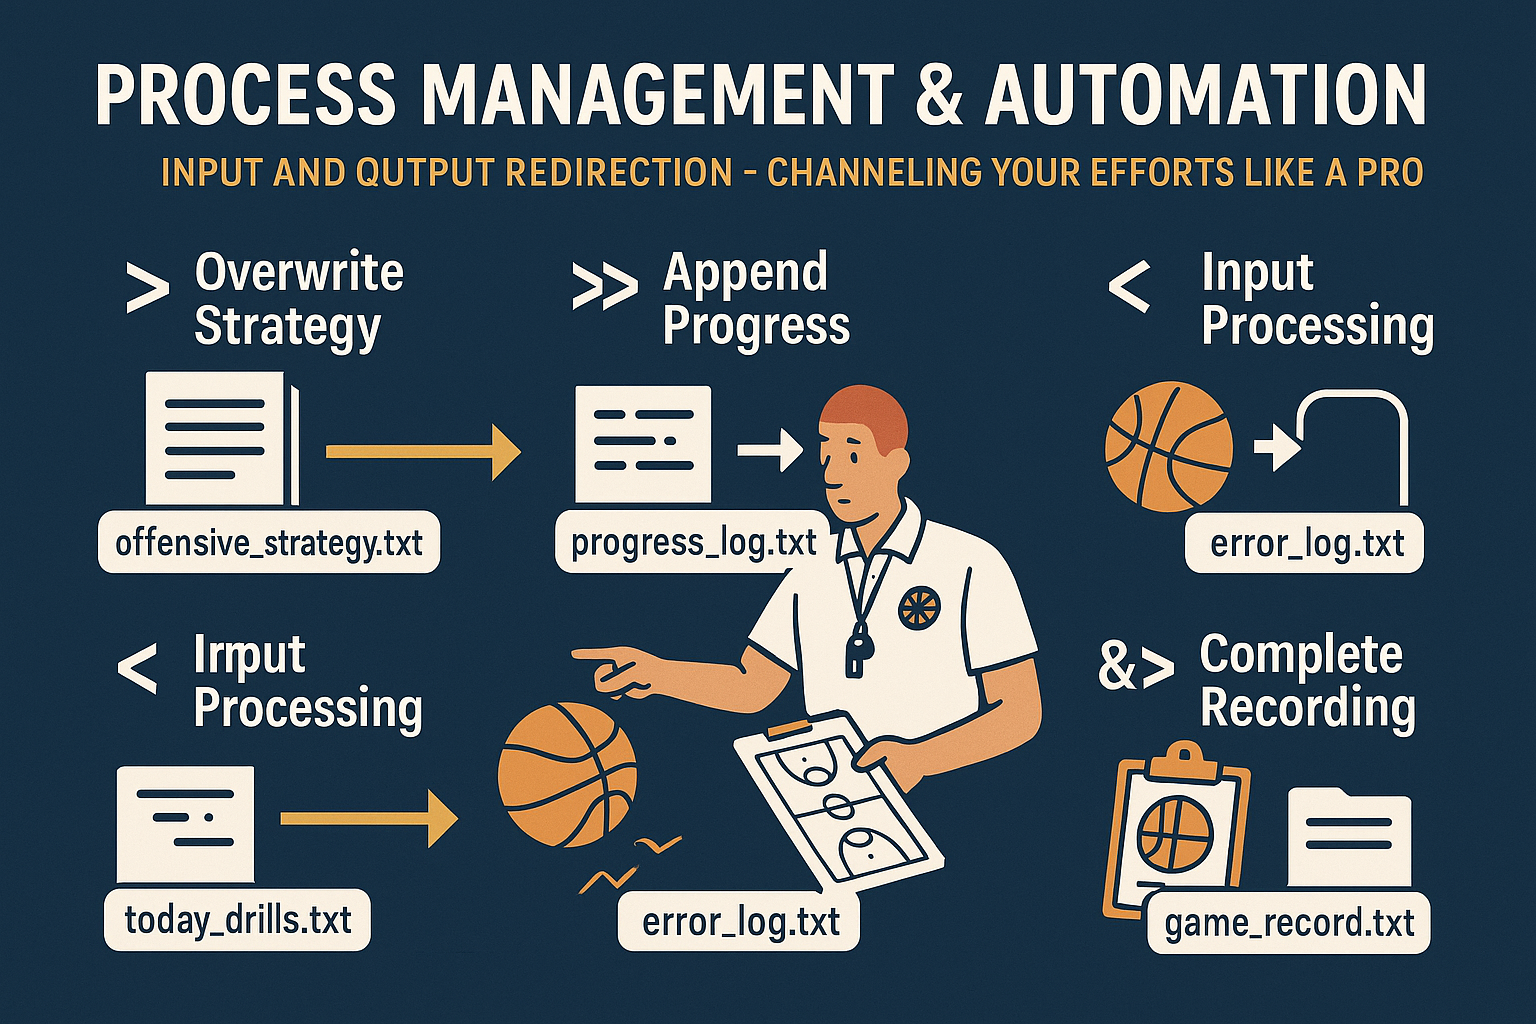 PROCESS MANAGEMENT & AUTOMATION
INPUT AND QUTPUT REDIRECTION - CHANNELING YOUR EFFORTS LIKE A PRO
> Overwrite
Strategy
offensive_strategy.txt
>> Append
Progress
progress_log.txt
< Input
Processing
error_log.txt
< Irrput
Processing
today_drills.txt
error_log.txt
&> Complete
Recording
game_record.txt